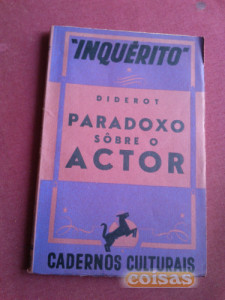 "INQUÉRITO"
DIDEROT
PARADOXO
SÔBRE O
ACTOR
CADERNOS CULTURAIS
coisas